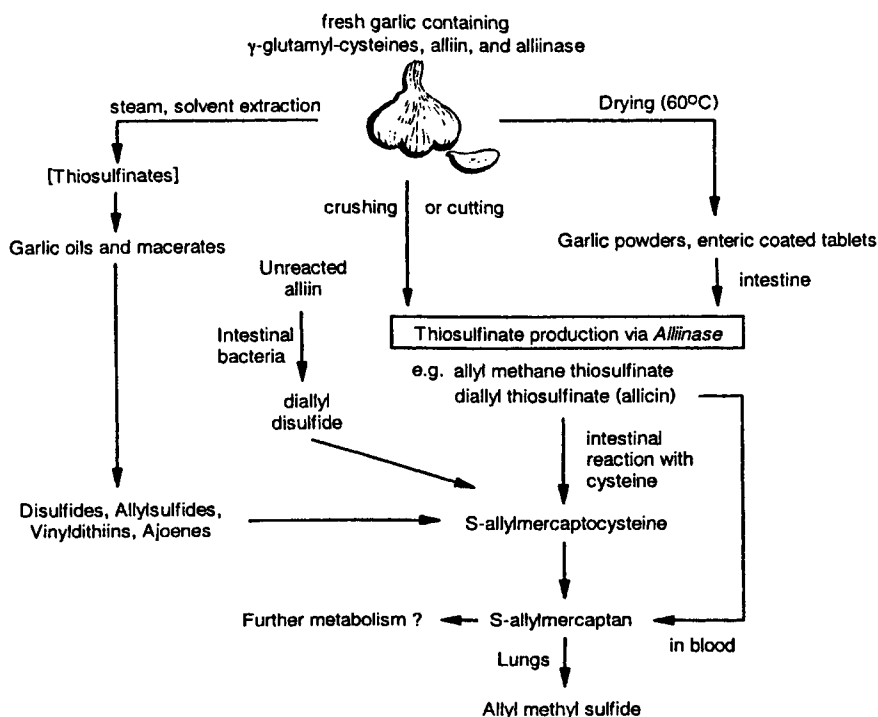 fresh garlic containing
γ-glutamyl-cysteines, alliin, and alliinase
steam, solvent extraction
Drying (60°C)
[Thiosulfinates]
crushing or cutting
Garlic oils and macerates
Garlic powders, enteric coated tablets
Unreacted
alliin
intestine
Intestinal
bacteria
Thiosulfinate production via Alliinase
e.g. allyl methane thiosulfinate
diallyl thiosulfinate (allicin)
diallyl
disulfide
intestinal
reaction with
cysteine
Disulfides, Allylsulfides,
Vinyldithiins, Ajoenes
S-allylmercaptocysteine
Further metabolism ?
S-allylmercaptan
in blood
Lungs
Allyl methyl sulfide